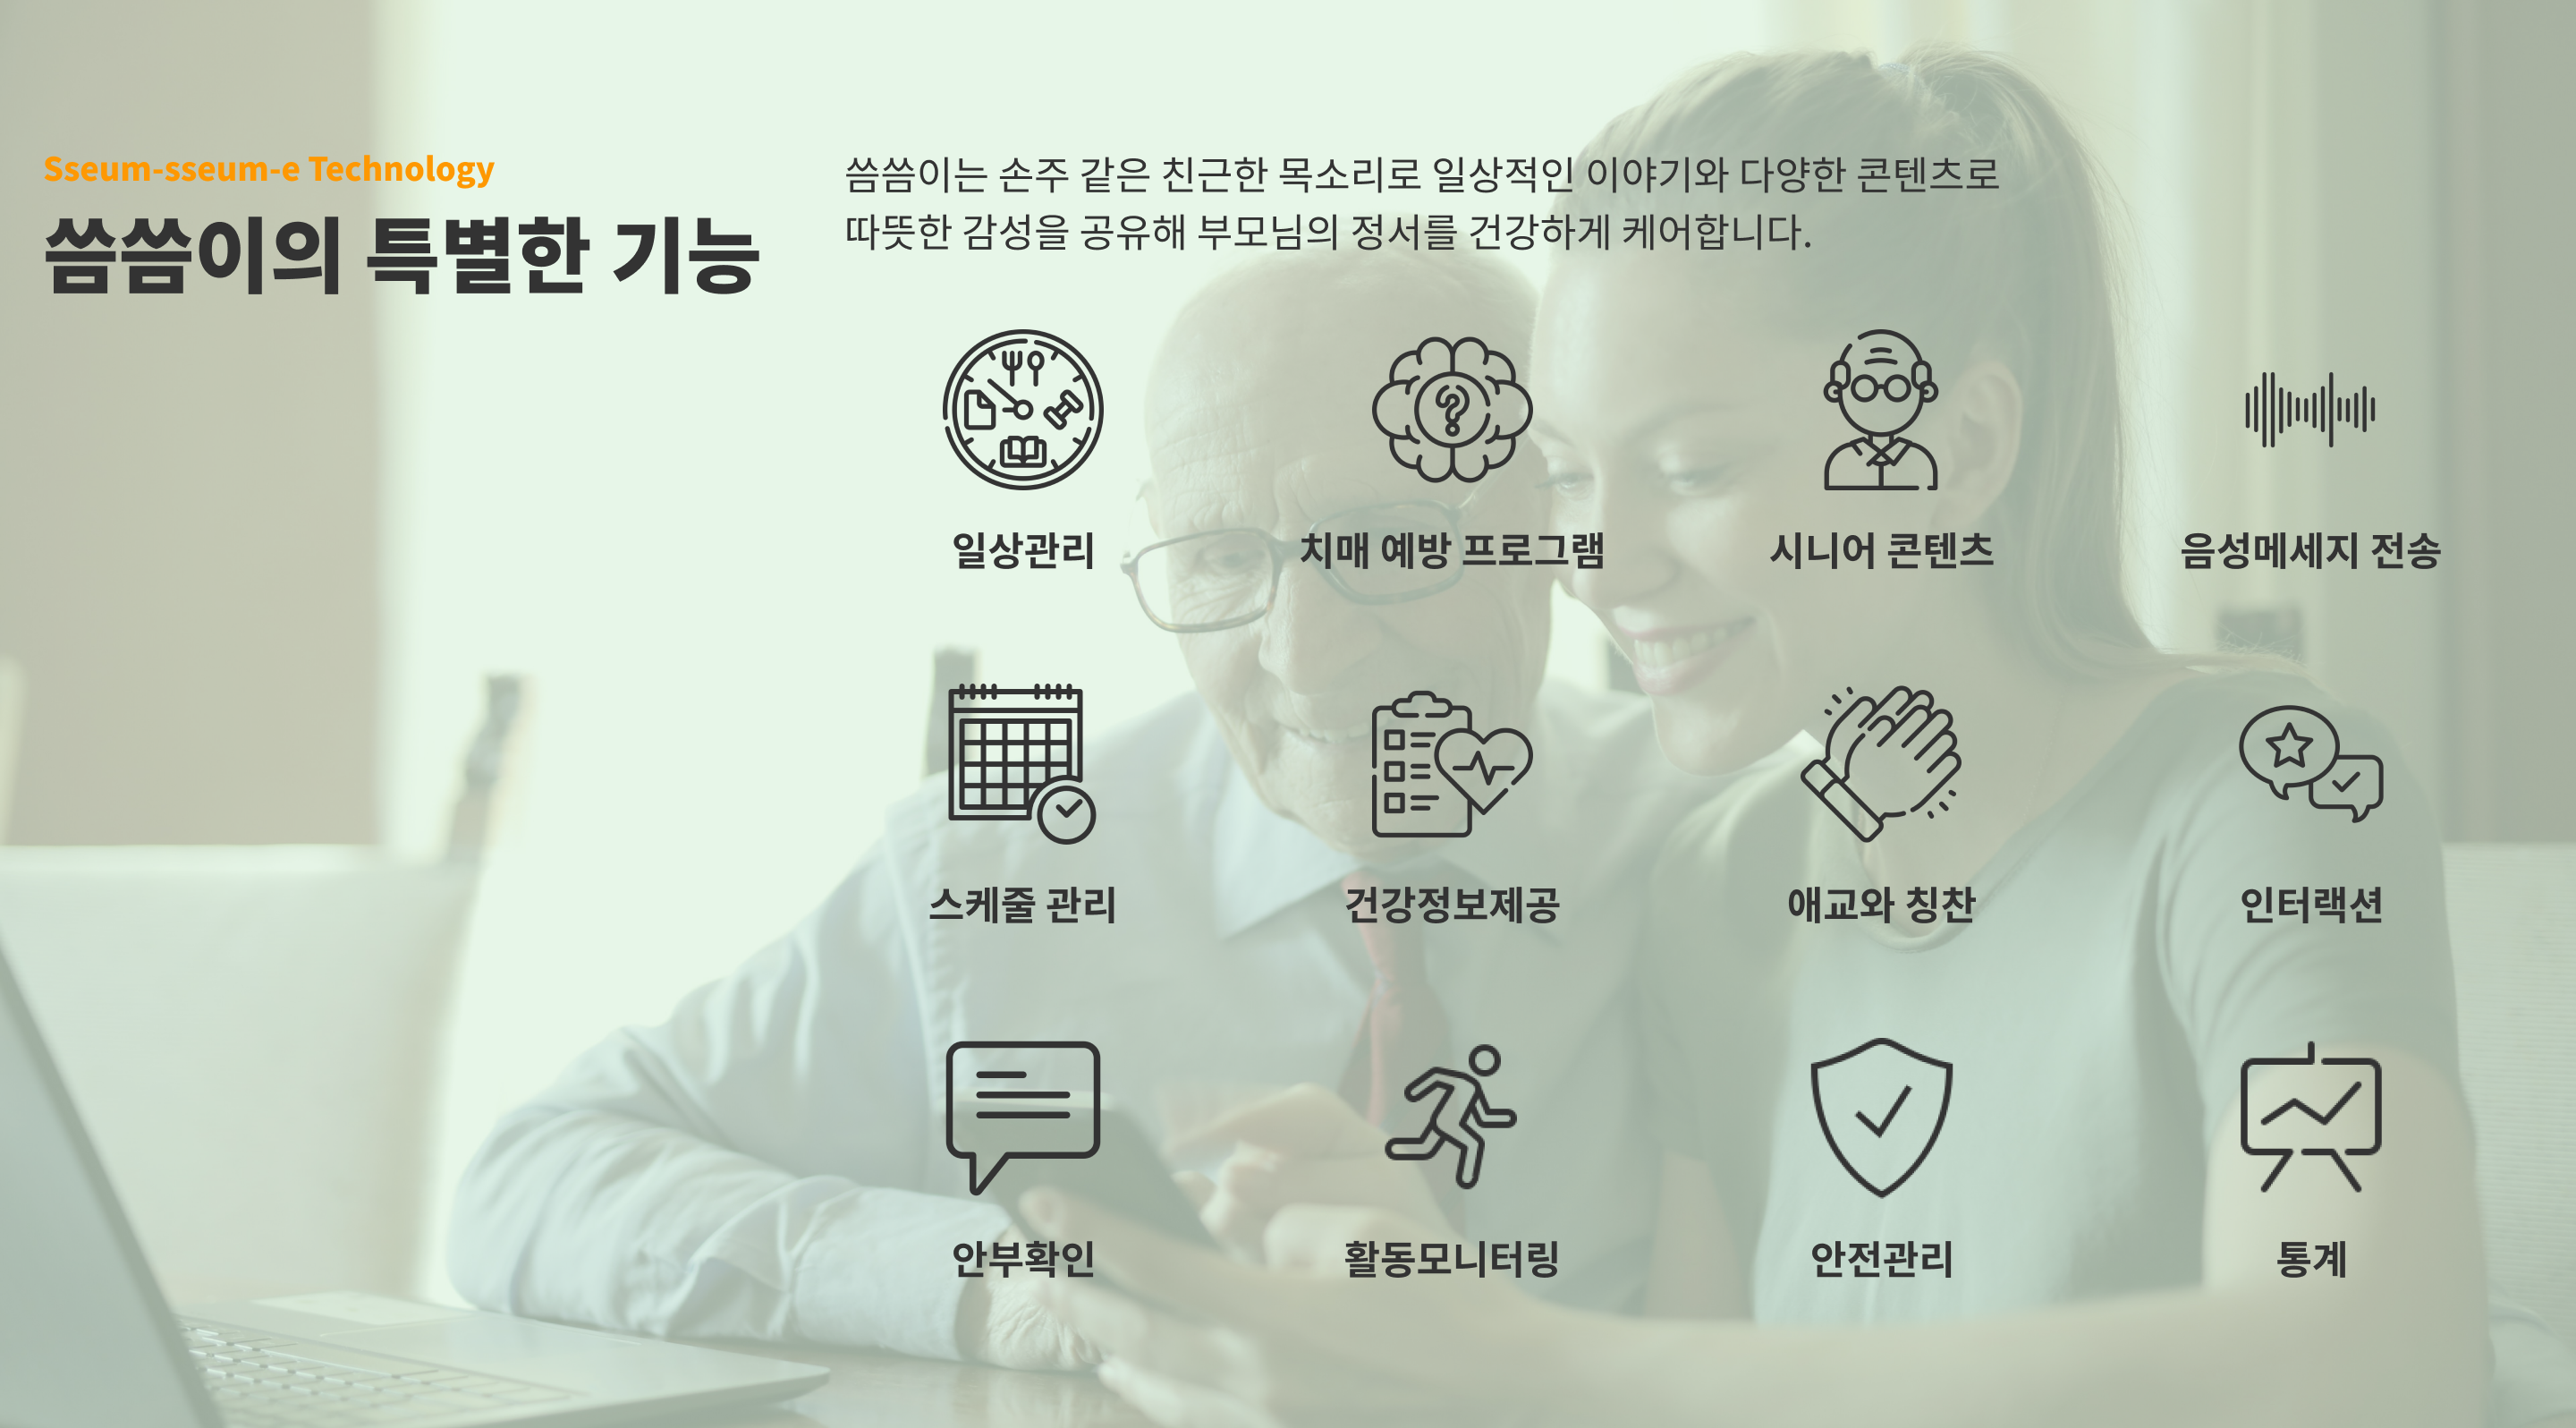 Sseum-sseum-e Technology
씀씀이의 특별한 기능
씀씀이는 손주 같은 친근한 목소리로 일상적인 이야기와 다양한 콘텐츠로
따뜻한 감성을 공유해 부모님의 정서를 건강하게 케어합니다.
일상관리
치매 예방 프로그램
시니어 콘텐츠
음성메세지 전송
스케줄 관리
건강정보제공
애교와 칭찬
인터랙션
안부확인
활동모니터링
안전관리
통계